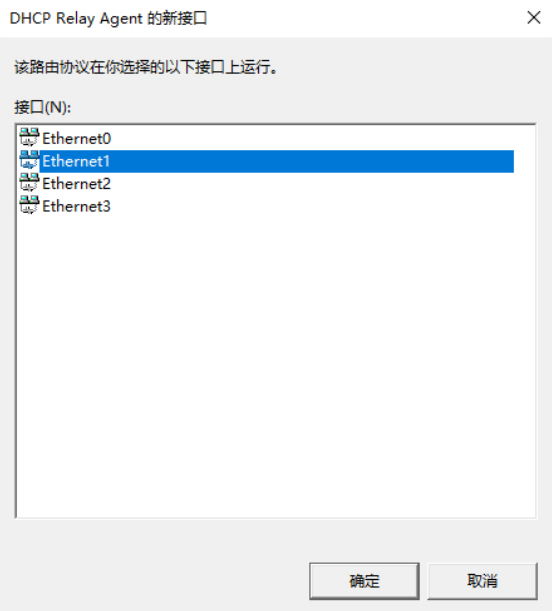 DHCP Relay Agent 的新接口
该路由协议在你选择的以下接口上运行。
接口(N):
Ethernet0
Ethernet1
Ethernet2
Ethernet3
确定
取消